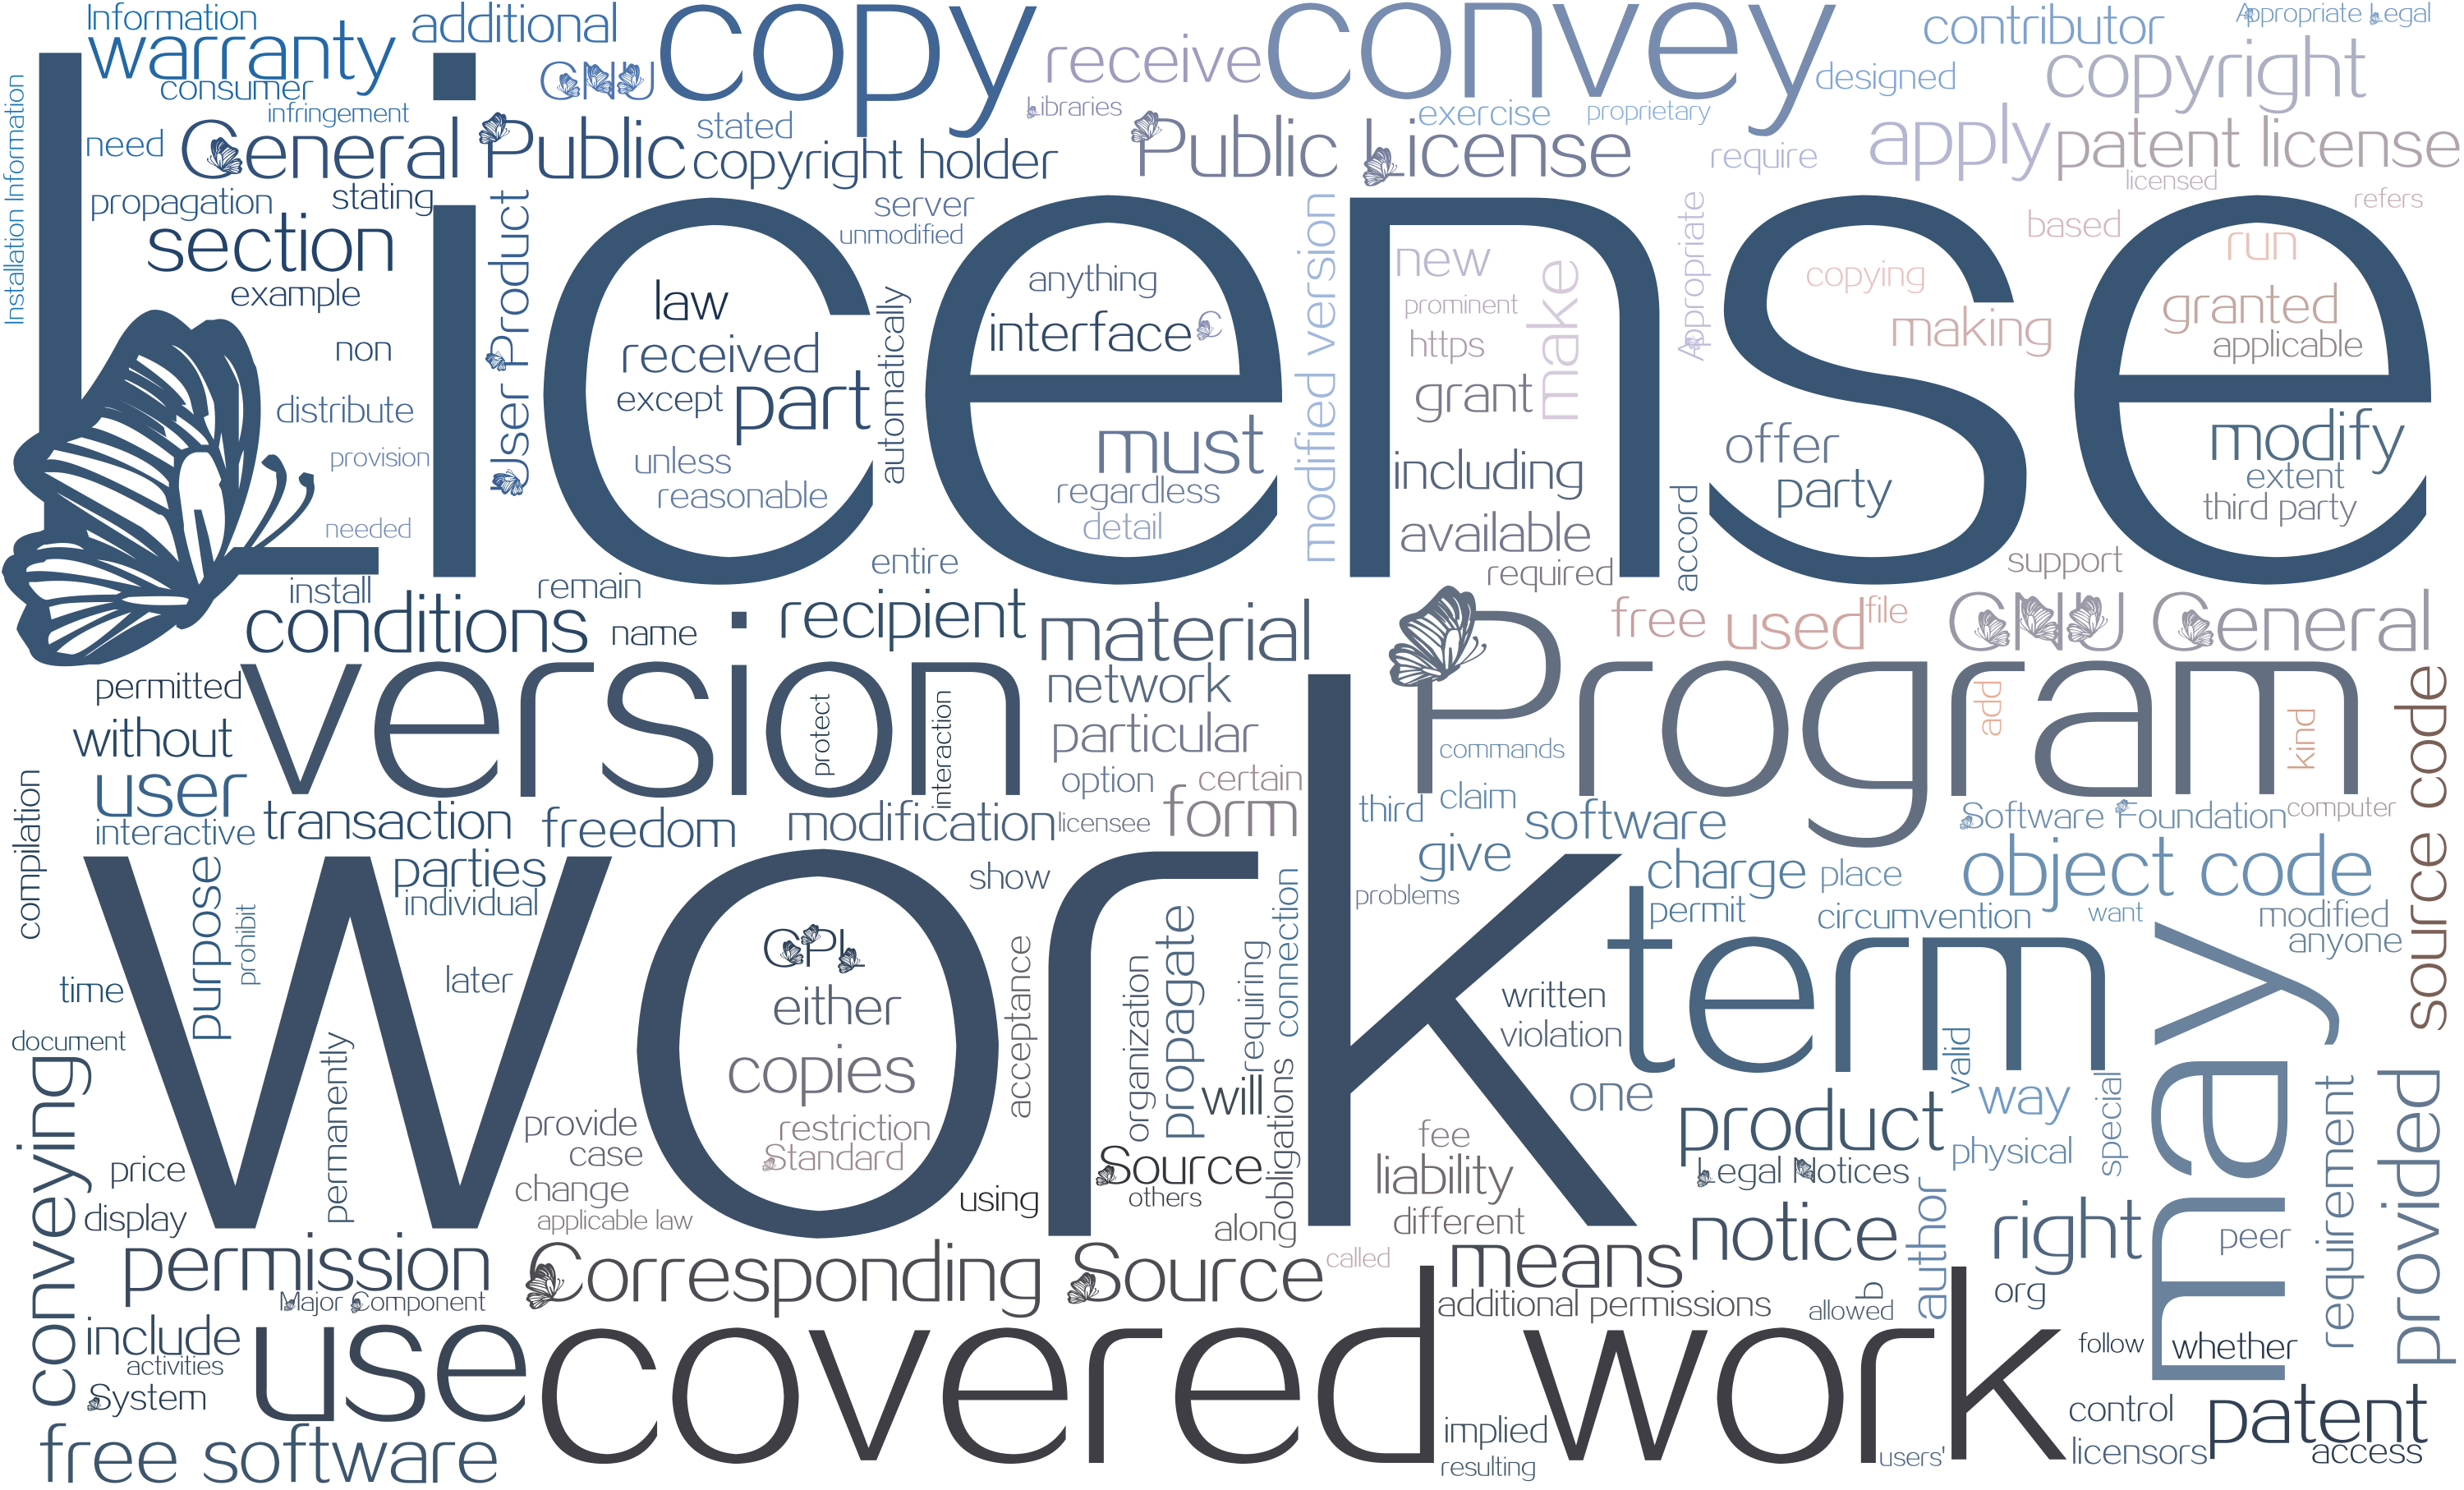 Information
additional
copy
convey
contributor
Appropriate Legal
warranty
GNU
receive
designed
copyright
consumer
infringement
Libraries
exercise
proprietary
need
General Public
stated
copyright holder
Public License
require
apply
patent license
licensed
Installation Information
propagation
stating
server
unmodified
refers
based
section
example
License
User Product
law
received
except
part
unless
reasonable
automatically
anything
interface
C
must
regardless
detail
modified version
new
prominent
https
make
grant
including
available
required
Appropriate
accord
copying
making
offer
party
run
granted
applicable
modify
extent
third party
support
non
distribute
provision
needed
install
remain
entire
conditions
name
recipient
material
free
used
file
GNU General
version
protect
interaction
network
particular
Program
add
kind
source code
permitted
without
user
interactive
transaction
freedom
modification
licensee
option
certain
form
commands
third
claim
software
Software Foundation
computer
compilation
purpose
prohibit
parties
individual
show
give
problems
charge
permit
place
object code
circumvention
want
modified
anyone
work
time
later
GPL
either
copies
restriction
Standard
acceptance
organization
propagate
requiring
connection
written
violation
term
valid
may
document
conveying
permanently
provide
case
change
applicable law
will
obligations
Source
others
using
along
one
fee
liability
different
product
way
physical
special
Legal Notices
requirement
provided
price
display
permission
Major Component
Corresponding Source
called
means
notice
author
right
peer
additional permissions
allowed
b
org
include
activities
System
use
covered work
follow
whether
free software
implied
resulting
users'
control
licensors
patent
access